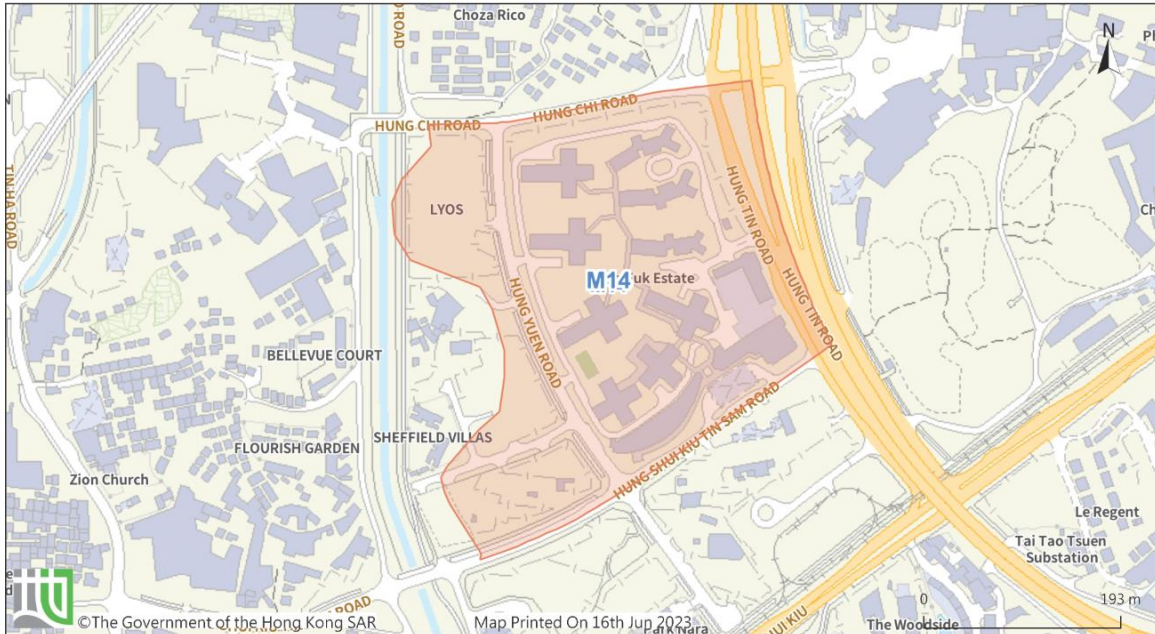 Choza Rico
N
HUNG CHI ROAD
HUNG CHI ROAD
TIN HA ROAD
LYOS
HUNG TIN ROAD
M14
uk Estate
HUNG TIN ROAD
HUNG YUEN ROAD
BELLEVUE COURT
SHEFFIELD VILLAS
FLOURISH GARDEN
HUNG SHUI KIU TIN SAM ROAD
Zion Church
Le Regent
Tai Tao Tsuen
Substation
0 193 m
©The Government of the Hong Kong SAR
Map Printed On 16th Jun 2023
Park Nara
The Woodside